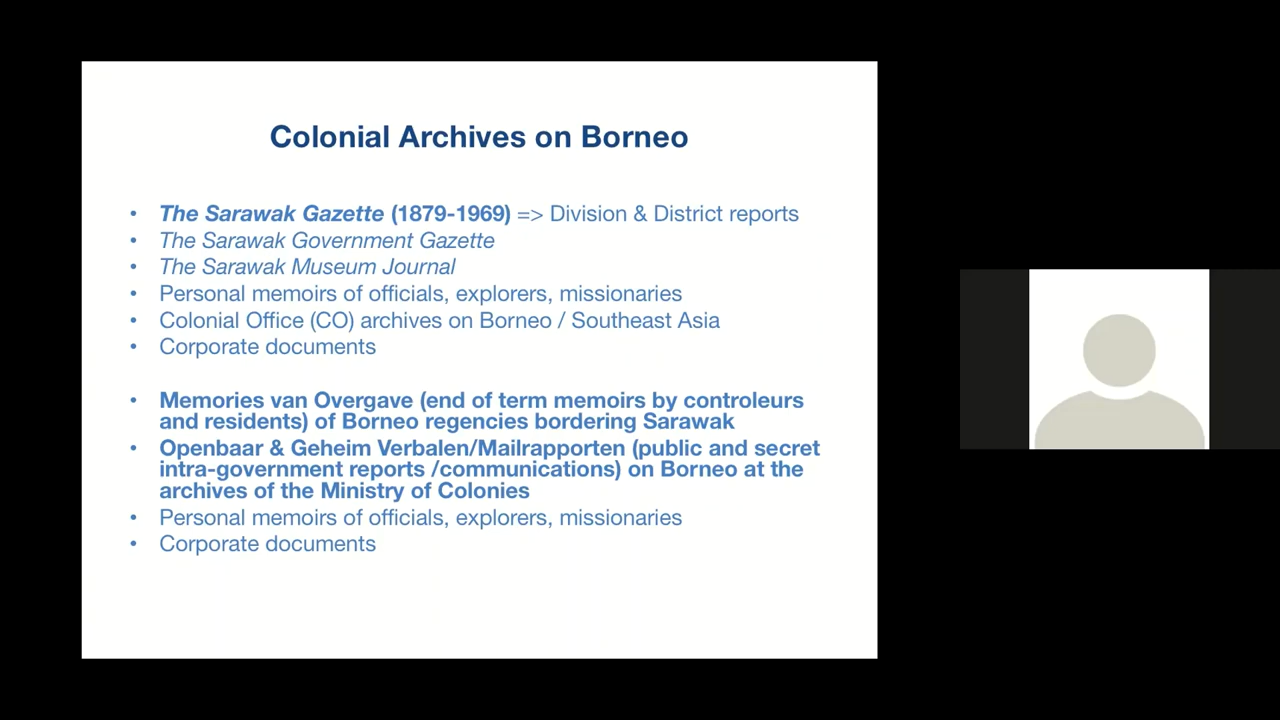 Colonial Archives on Borneo
• The Sarawak Gazette (1879-1969) => Division & District reports
• The Sarawak Government Gazette
• The Sarawak Museum Journal
• Personal memoirs of officials, explorers, missionaries
• Colonial Office (CO) archives on Borneo / Southeast Asia
• Corporate documents
• Memories van Overgave (end of term memoirs by controleurs
and residents) of Borneo regencies bordering Sarawak
• Openbaar & Geheim Verbalen/Mailrapporten (public and secret
intra-government reports /communications) on Borneo at the
archives of the Ministry of Colonies
• Personal memoirs of officials, explorers, missionaries
• Corporate documents